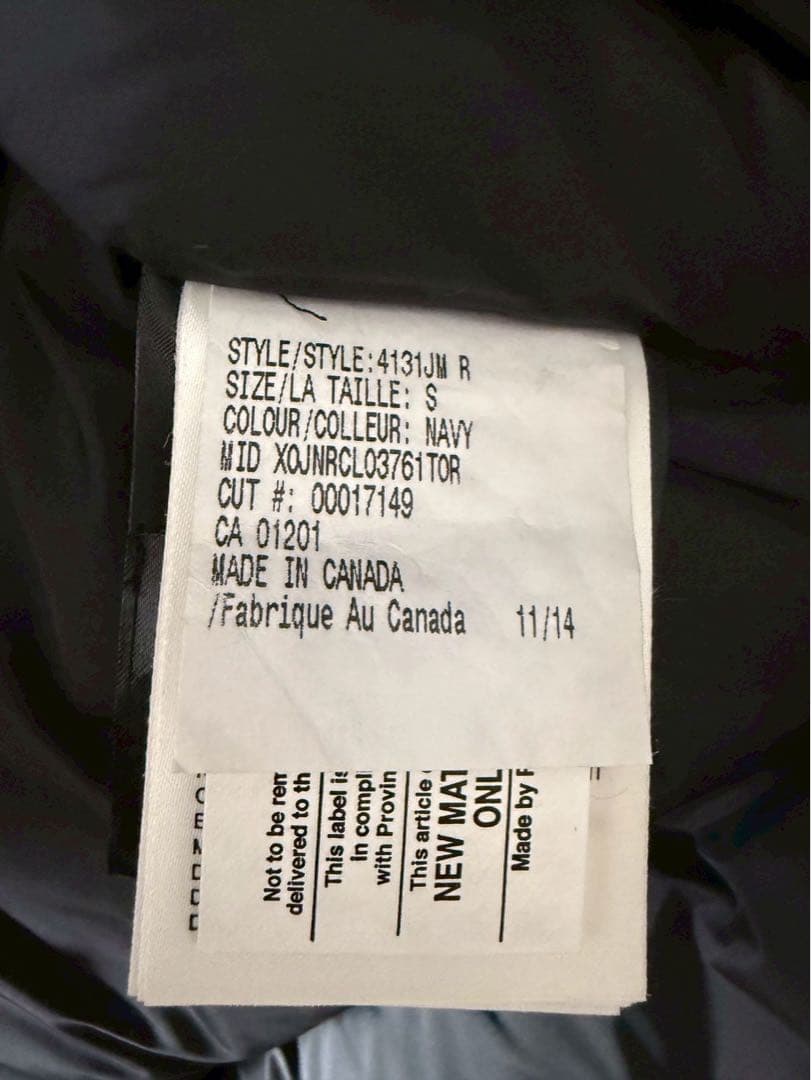 STYLE/STYLE:4131JM R
SIZE/LA TAILLE: S
COLOUR/COLLEUR: NAVY
MID XOJNRCL03761TOR
CUT #: 00017149
CA 01201
MADE IN CANADA
/Fabrique Au Canada 11/14
Not to be rem
delivered to th
This label is
in compli
with Provin
This article
NEW MAT
ONL
Made by